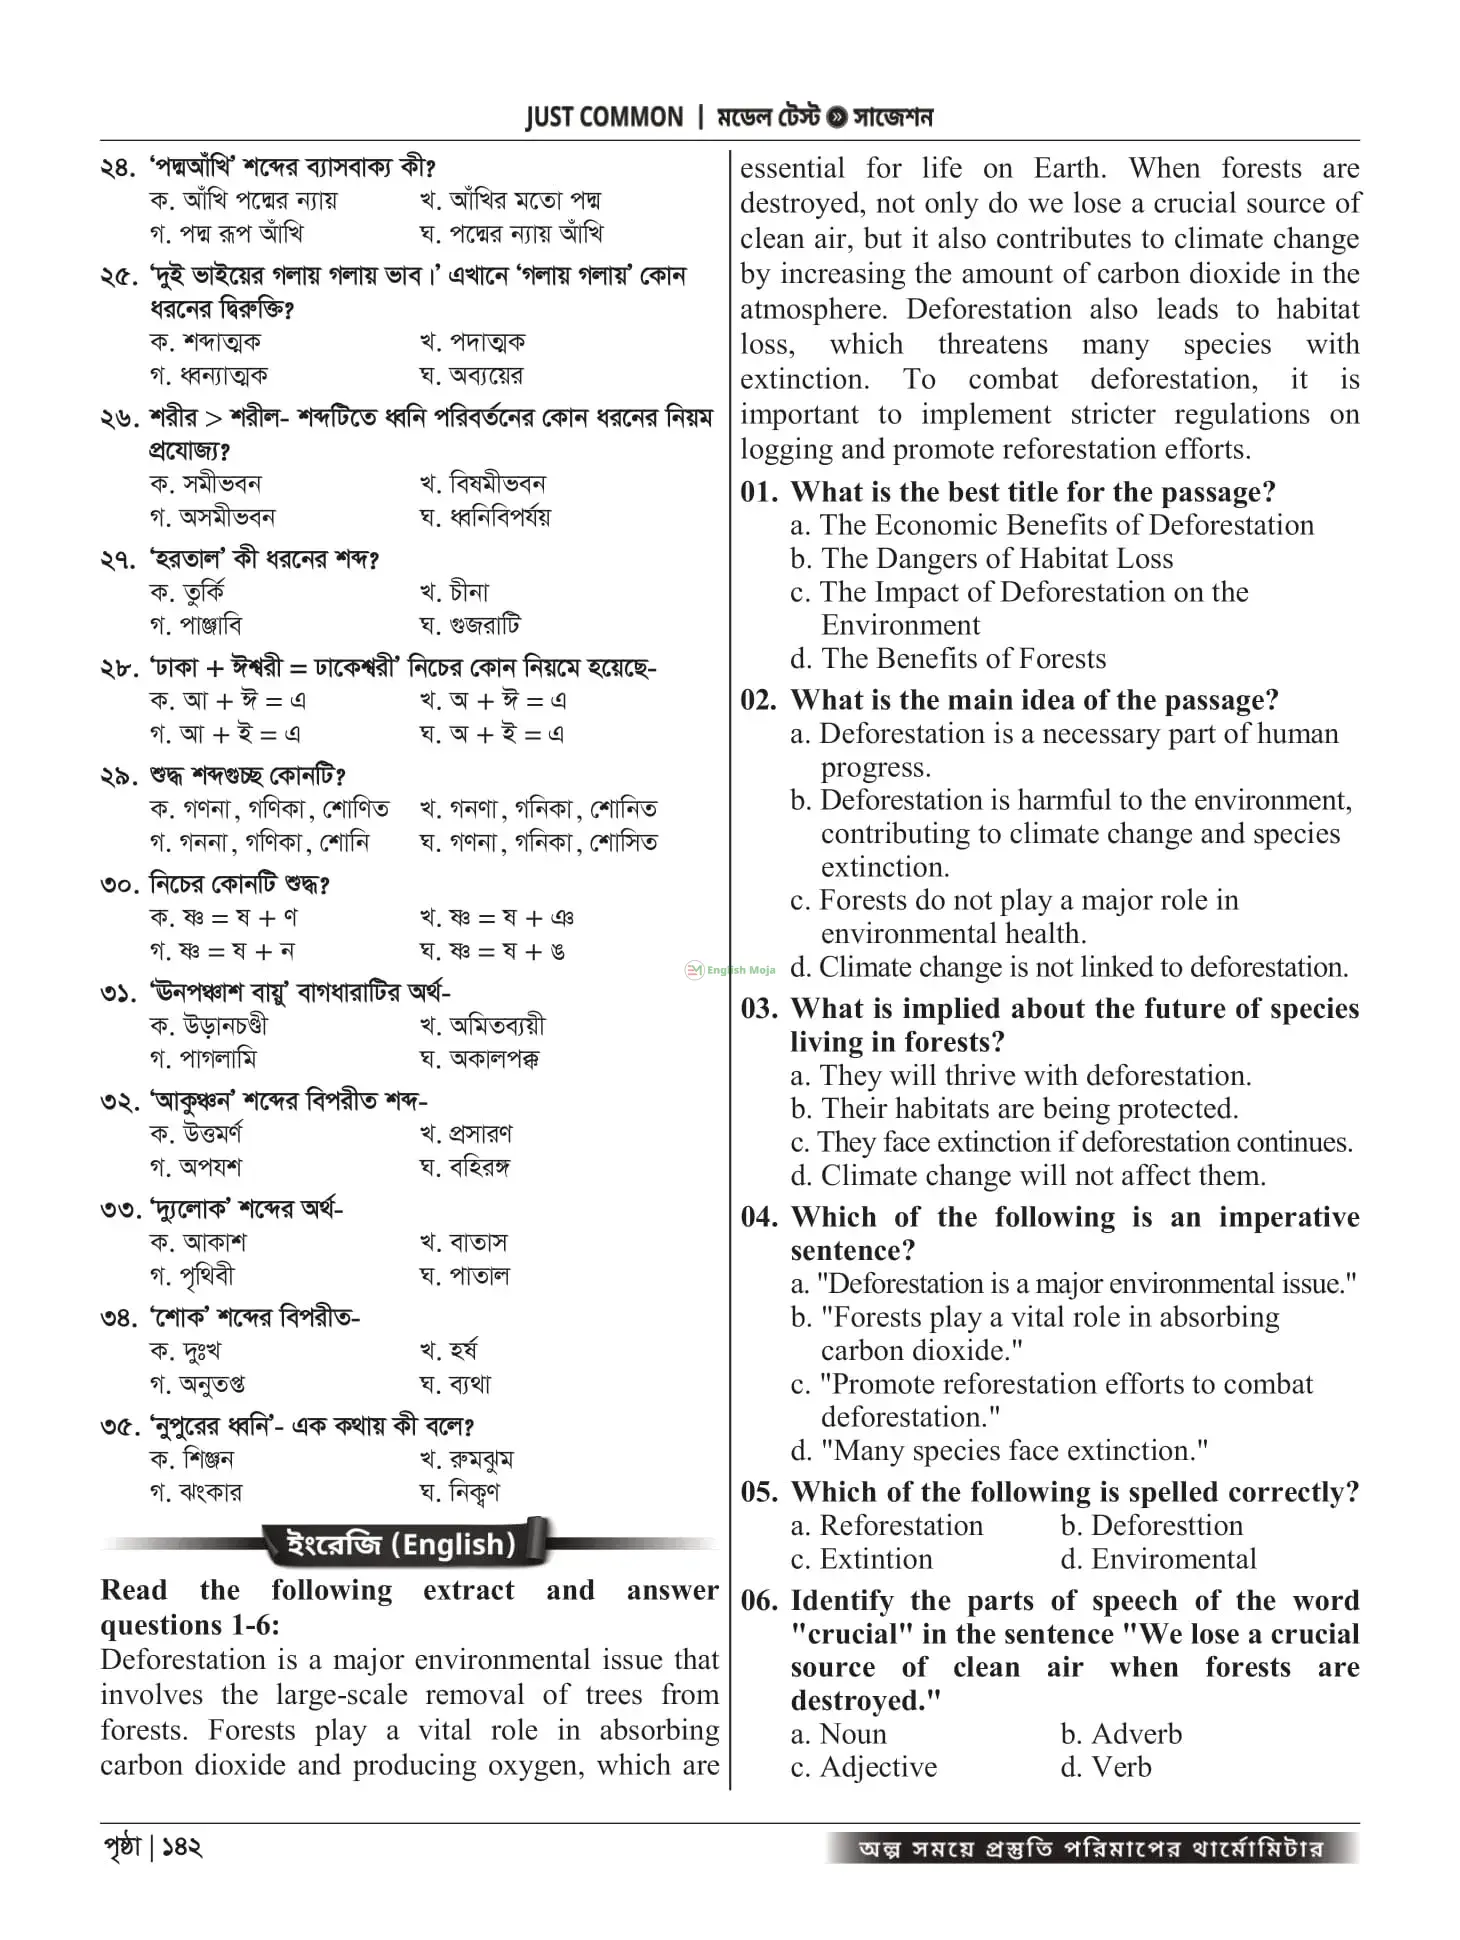 JUST COMMON | মডেল টেস্ট » সাজেশন
২৪. ‘পদ্মআঁখি’ শব্দের ব্যাসবাক্য কী?
ক. আঁখি পদ্মের ন্যায় খ. আঁখির মতো পদ্ম
গ. পদ্ম রূপ আঁখি ঘ. পদ্মের ন্যায় আঁখি
২৫. ‘দুই ভাইয়ের গলায় গলায় ভাব।’ এখানে ‘গলায় গলায়’ কোন
ধরনের দ্বিরুক্তি?
ক. শব্দাত্মক খ. পদাত্মক
গ. ধ্বন্যাত্মক ঘ. অব্যয়ের
২৬. শরীর > শরীল- শব্দটিতে ধ্বনি পরিবর্তনের কোন ধরনের নিয়ম
প্রযোজ্য?
ক. সমীভবন খ. বিষমীভবন
গ. অসমীভবন ঘ. ধ্বনিবিপর্যয়
২৭. ‘হরতাল’ কী ধরনের শব্দ?
ক. তুর্কি খ. চীনা
গ. পাঞ্জাবি ঘ. গুজরাটি
২৮. ‘ঢাকা + ঈশ্বরী = ঢাকেশ্বরী’ নিচের কোন নিয়মে হয়েছে-
ক. আ + ঈ = এ খ. অ + ঈ = এ
গ. আ + ই = এ ঘ. অ + ই = এ
২৯. শুদ্ধ শব্দগুচ্ছ কোনটি?
ক. গণনা, গণিকা, শোণিত খ. গনণা, গনিকা, শোনিত
গ. গননা, গণিকা, শোনি ঘ. গণনা, গনিকা, শোসিত
৩০. নিচের কোনটি শুদ্ধ?
ক. ষ্ণ = ষ + ণ খ. ষ্ণ = ষ + ঞ
গ. ষ্ণ = ষ + ন ঘ. ষ্ণ = ষ + ঙ
৩১. ‘ঊনপঞ্চাশ বায়ু’ বাগধারাটির অর্থ-
ক. উড়ানচণ্ডী খ. অমিতব্যয়ী
গ. পাগলামি ঘ. অকালপক্ক
৩২. ‘আকুঞ্চন’ শব্দের বিপরীত শব্দ-
ক. উত্তমর্ণ খ. প্রসারণ
গ. অপযশ ঘ. বহিরঙ্গ
৩৩. ‘দ্যুলোক’ শব্দের অর্থ-
ক. আকাশ খ. বাতাস
গ. পৃথিবী ঘ. পাতাল
৩৪. ‘শোক’ শব্দের বিপরীত-
ক. দুঃখ খ. হর্ষ
গ. অনুতপ্ত ঘ. ব্যথা
৩৫. ‘নুপুরের ধ্বনি’- এক কথায় কী বলে?
ক. শিঞ্জন খ. রুমঝুম
গ. ঝংকার ঘ. নিক্বণ
ইংরেজি (English)
Read the following extract and answer
questions 1-6:
Deforestation is a major environmental issue that
involves the large-scale removal of trees from
forests. Forests play a vital role in absorbing
carbon dioxide and producing oxygen, which are
essential for life on Earth. When forests are
destroyed, not only do we lose a crucial source of
clean air, but it also contributes to climate change
by increasing the amount of carbon dioxide in the
atmosphere. Deforestation also leads to habitat
loss, which threatens many species with
extinction. To combat deforestation, it is
important to implement stricter regulations on
logging and promote reforestation efforts.
01. What is the best title for the passage?
a. The Economic Benefits of Deforestation
b. The Dangers of Habitat Loss
c. The Impact of Deforestation on the
Environment
d. The Benefits of Forests
02. What is the main idea of the passage?
a. Deforestation is a necessary part of human
progress.
b. Deforestation is harmful to the environment,
contributing to climate change and species
extinction.
c. Forests do not play a major role in
environmental health.
d. Climate change is not linked to deforestation.
03. What is implied about the future of species
living in forests?
a. They will thrive with deforestation.
b. Their habitats are being protected.
c. They face extinction if deforestation continues.
d. Climate change will not affect them.
04. Which of the following is an imperative
sentence?
a. "Deforestation is a major environmental issue."
b. "Forests play a vital role in absorbing
carbon dioxide."
c. "Promote reforestation efforts to combat
deforestation."
d. "Many species face extinction."
05. Which of the following is spelled correctly?
a. Reforestation b. Deforesttion
c. Extintion d. Enviromental
06. Identify the parts of speech of the word
"crucial" in the sentence "We lose a crucial
source of clean air when forests are
destroyed."
a. Noun b. Adverb
c. Adjective d. Verb
EM English Moja
পৃষ্ঠা | ১৪২
অল্প সময়ে প্রস্তুতি পরিমাপের থার্মোমিটার